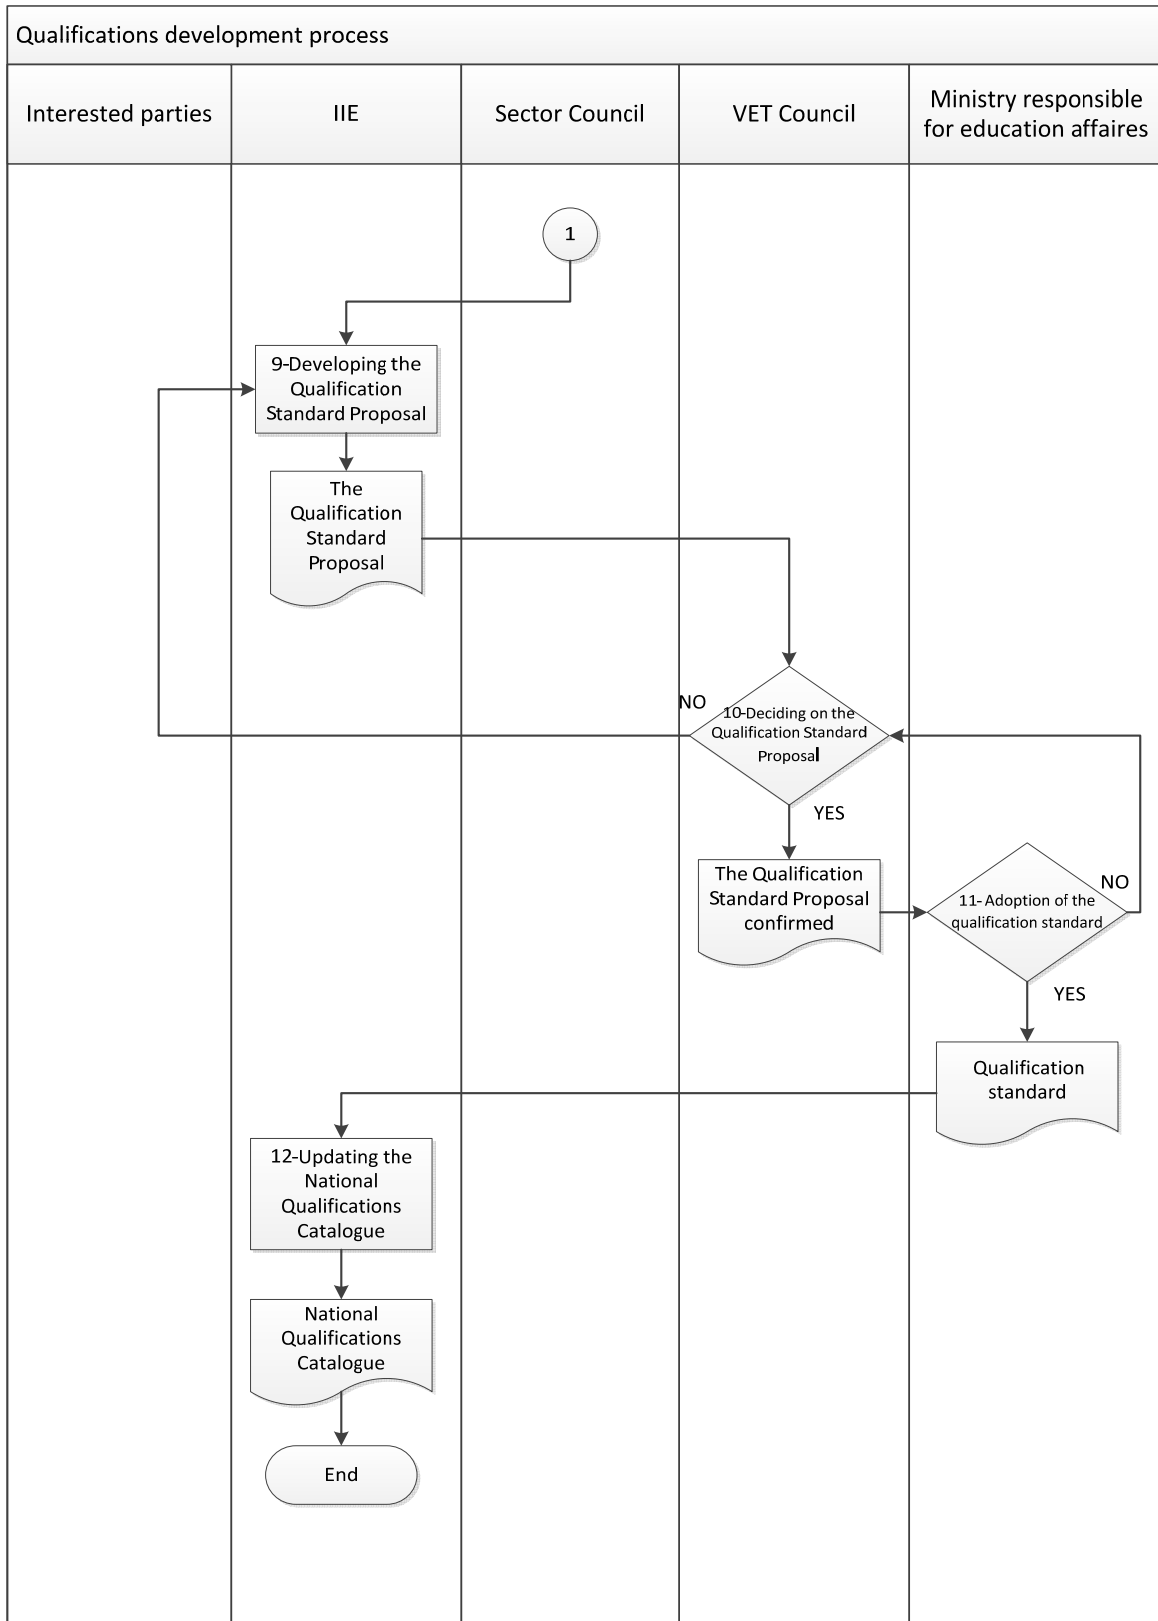 Qualifications development process
Interested parties
IIE
Sector Council
VET Council
Ministry responsible
for education affaires
1
9-Developing the
Qualification
Standard Proposal
The
Qualification
Standard
Proposal
NO
10-Deciding on the
Qualification Standard
Proposal
YES
The Qualification
Standard Proposal
confirmed
NO
11- Adoption of the
qualification standard
YES
Qualification
standard
12-Updating the
National
Qualifications
Catalogue
National
Qualifications
Catalogue
End